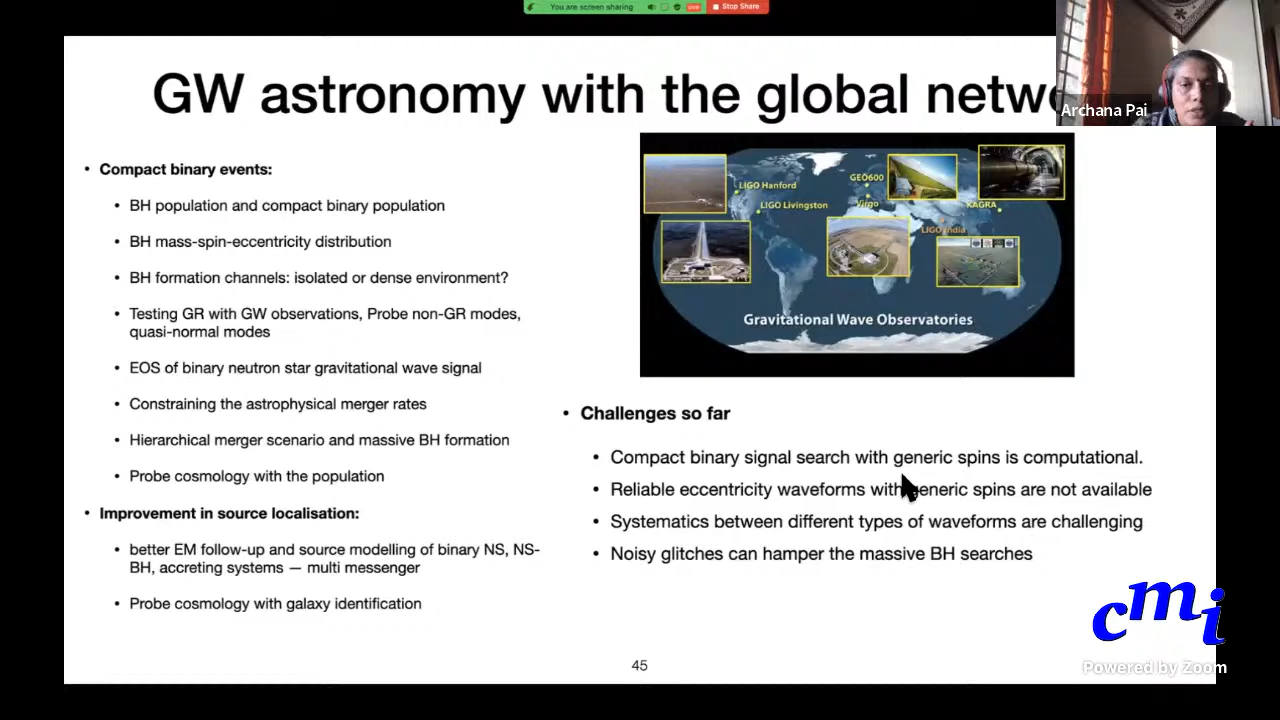 You are screen sharing
LIVE
Stop Share
Archana Pai
GW astronomy with the global netwo
• Compact binary events:
• BH population and compact binary population
• BH mass-spin-eccentricity distribution
• BH formation channels: isolated or dense environment?
• Testing GR with GW observations, Probe non-GR modes,
quasi-normal modes
• EOS of binary neutron star gravitational wave signal
• Constraining the astrophysical merger rates
• Hierarchical merger scenario and massive BH formation
• Probe cosmology with the population
• Improvement in source localisation:
• better EM follow-up and source modelling of binary NS, NS-
BH, accreting systems — multi messenger
• Probe cosmology with galaxy identification
LIGO Hanford
LIGO Livingston
GEO600
Virgo
KAGRA
LIGO India
Gravitational Wave Observatories
• Challenges so far
• Compact binary signal search with generic spins is computational.
• Reliable eccentricity waveforms with generic spins are not available
• Systematics between different types of waveforms are challenging
• Noisy glitches can hamper the massive BH searches
cmi
Powered by Zoom
45